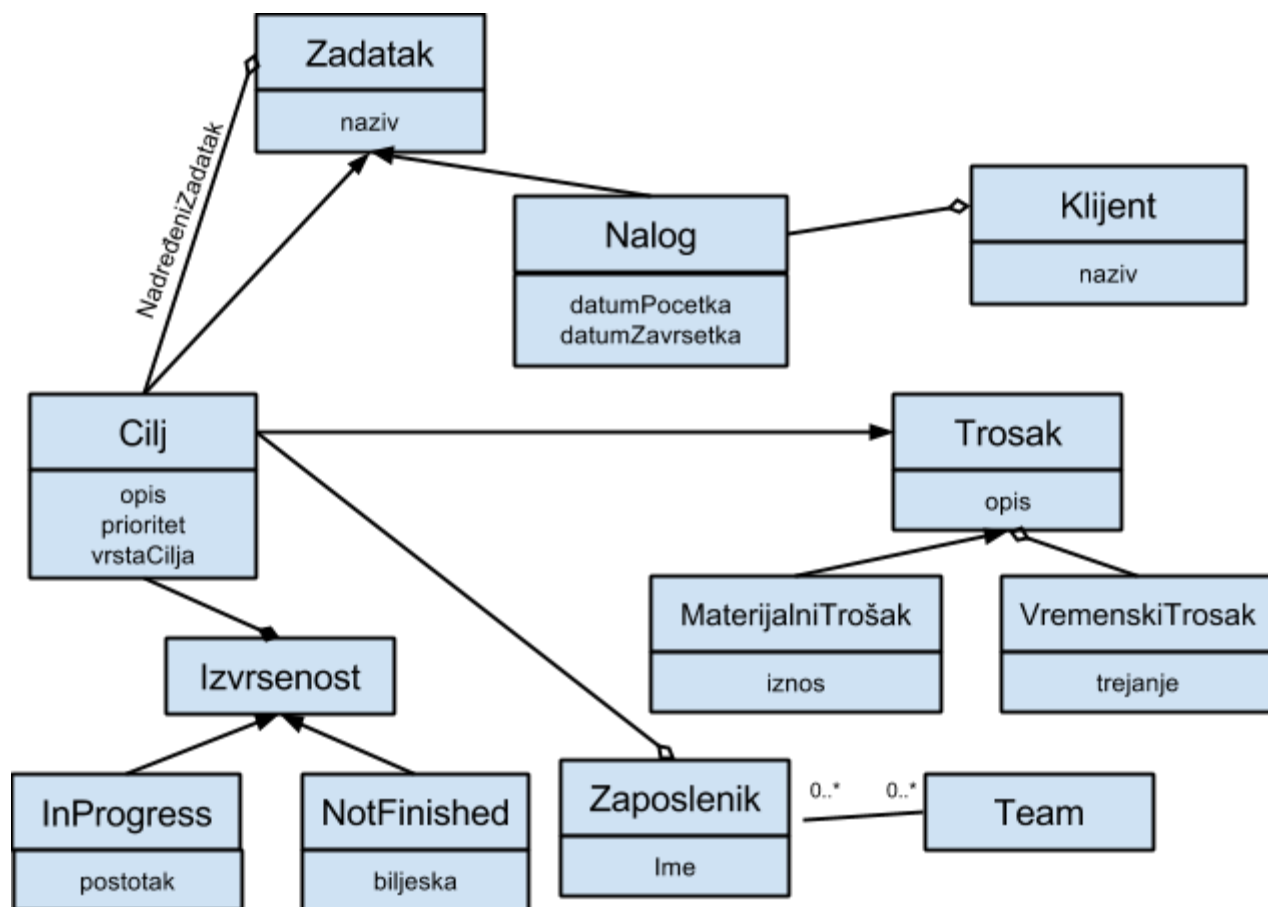 Zadatak
naziv
NadređeniZadatak
Nalog
datumPocetka
datumZavrsetka
Klijent
naziv
Cilj
opis
prioritet
vrstaCilja
Trosak
opis
MaterijalniTrošak
iznos
VremenskiTrosak
trejanje
Izvrsenost
InProgress
postotak
NotFinished
biljeska
Zaposlenik
Ime
0..*
0..*
Team